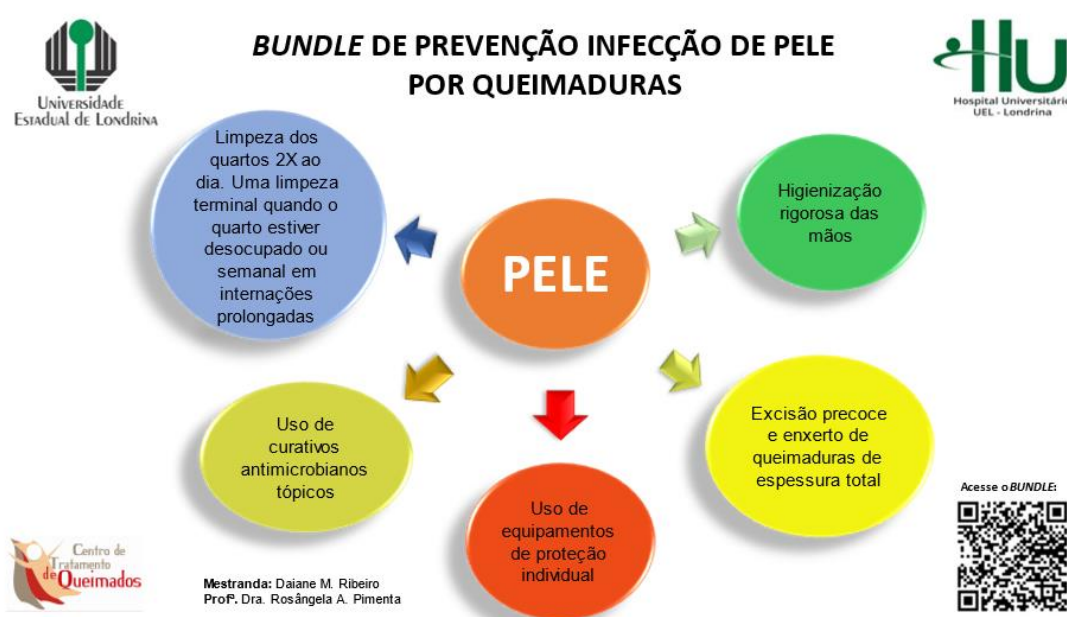 BUNDLE DE PREVENÇÃO INFECÇÃO DE PELE
POR QUEIMADURAS
UNIVERSIDADE
ESTADUAL DE LONDRINA
HU
Hospital Universitário
UEL - Londrina
Limpeza dos
quartos 2X ao
dia. Uma limpeza
terminal quando o
quarto estiver
desocupado ou
semanal em
internações
prolongadas
PELE
Higienização
rigorosa das
mãos
Uso de
curativos
antimicrobianos
tópicos
Uso de
equipamentos
de proteção
individual
Excisão precoce
e enxerto de
queimaduras de
espessura total
Acesse o BUNDLE:
Centro de
Tratamento
de Queimados
Mestranda: Daiane M. Ribeiro
Profª. Dra. Rosângela A. Pimenta